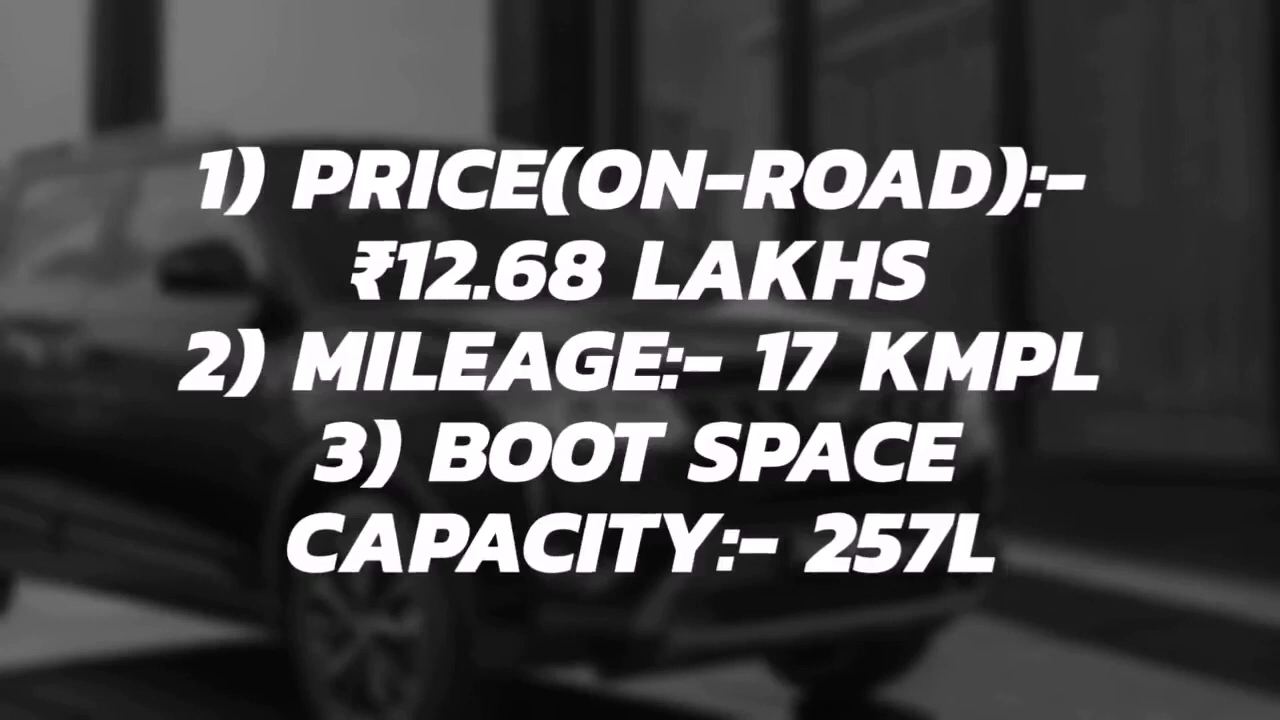 1) PRICE(ON-ROAD):-
₹12.68 LAKHS
2) MILEAGE:- 17 KMPL
3) BOOT SPACE
CAPACITY:- 257L